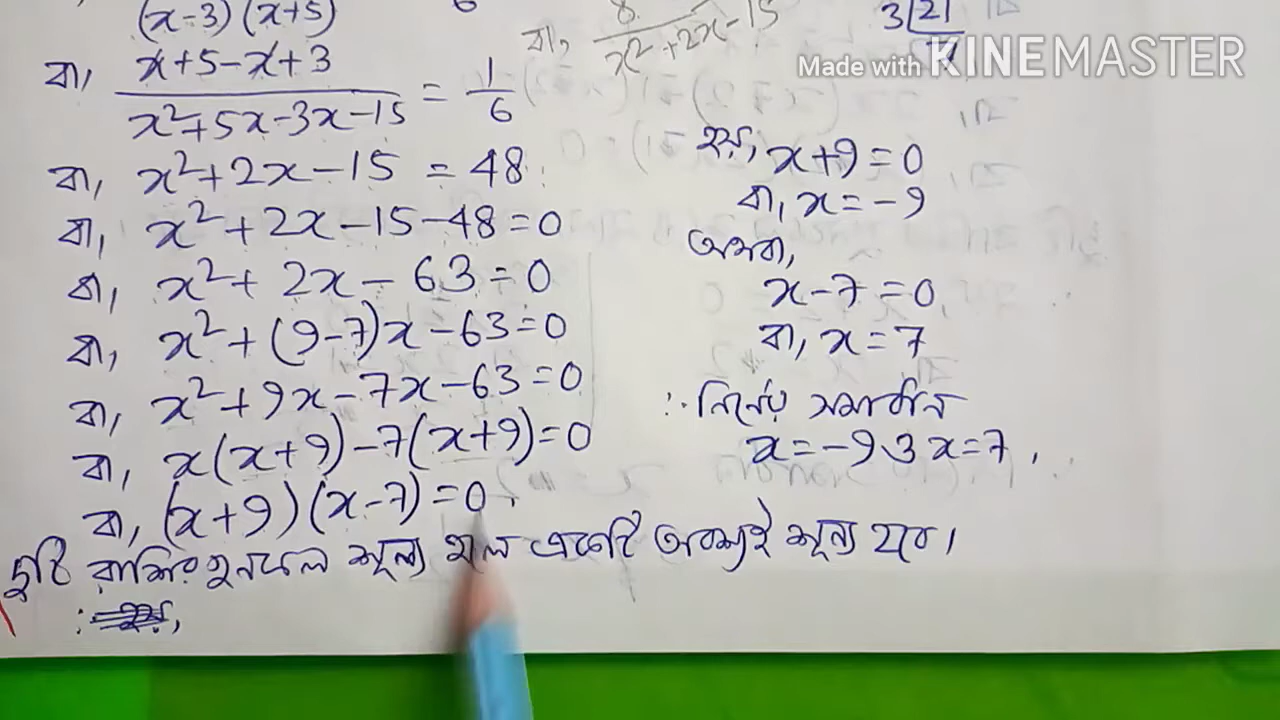 (x-3)(x+5)
বা, x+5-x+3 / x²+5x-3x-15 = 1/6
বা, x²+2x-15 = 48
বা, x²+2x-15-48=0
বা, x²+2x-63=0
বা, x²+(9-7)x-63=0
বা, x²+9x-7x-63=0
বা, x(x+9)-7(x+9)=0
বা, (x+9)(x-7)=0
দুটি রাশির গুনফল শূন্য হলে একটি অবশ্যই শূন্য হবে।
বা, 8 / x²+2x-15
3 21
Made with KINEMASTER
হয়, x+9=0
বা, x=-9
অথবা,
x-7=0
বা, x=7
∴ নির্নেয় সমাধান
x=-9 ও x=7,